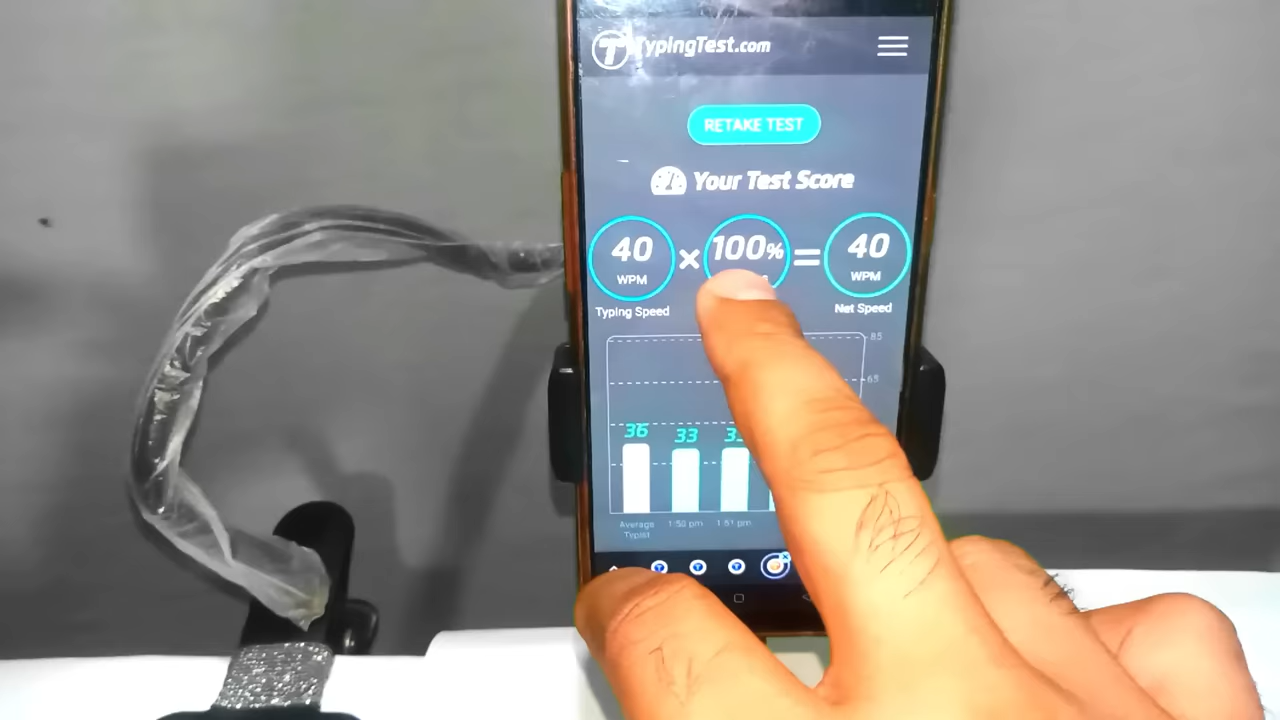 TypingTest.com
RETAKE TEST
Your Test Score
40 × 100% = 40
WPM WPM
Typing Speed Net Speed
85
65
36 33
Average 1:50 pm 1:51 pm
Typist